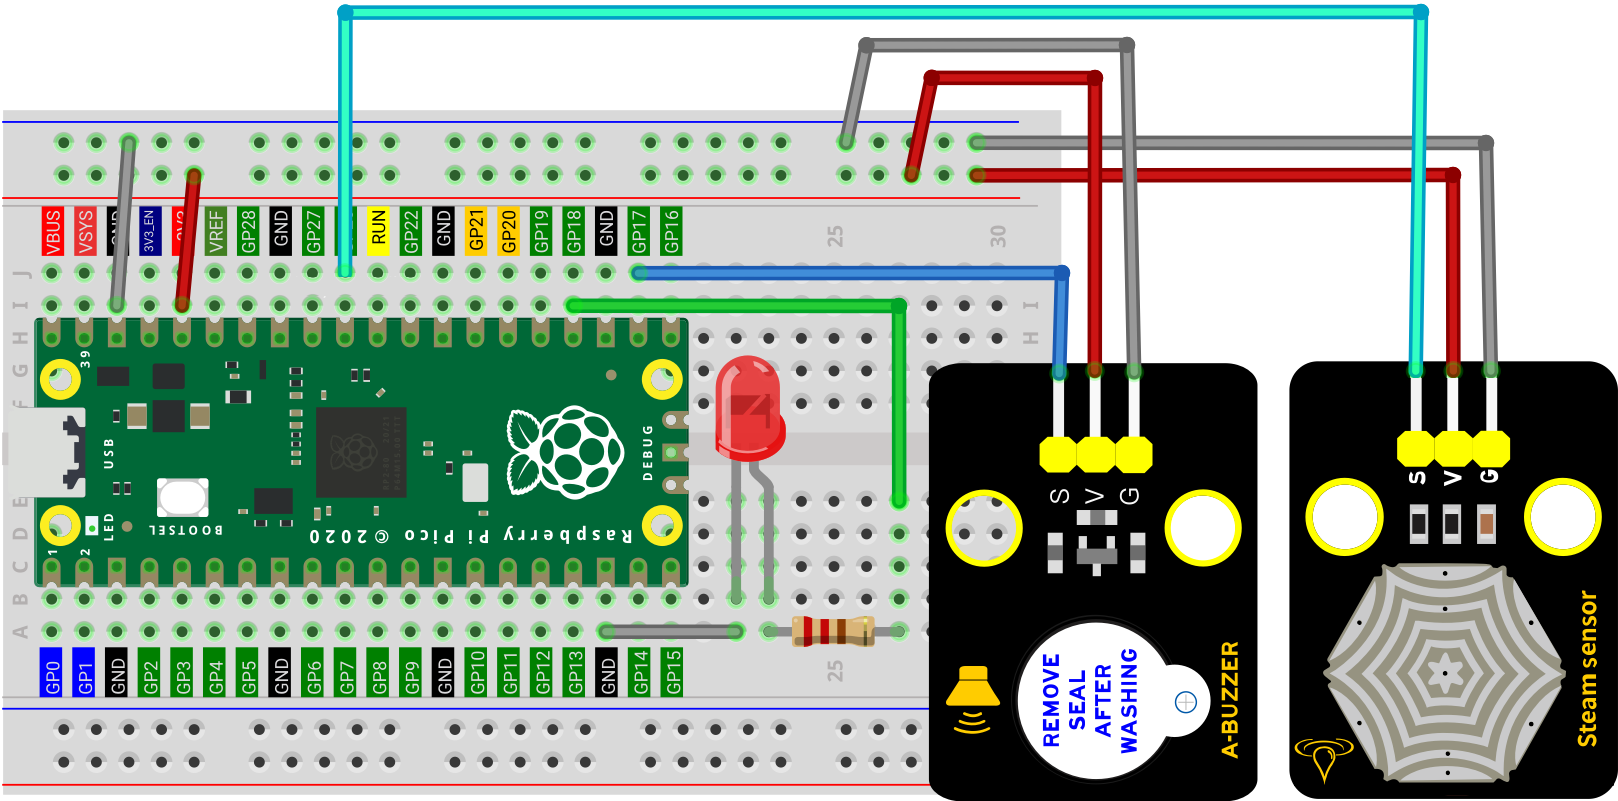 25
30
VBUS
VSYS
GND
3V3_EN
3V3
VREF
GP28
GND
GP27
RUN
GP22
GND
GP21
GP20
GP19
GP18
GND
GP17
GP16
J
I
H
G
F
E
D
C
B
A
I
H
39
USB
DEBUG
BOOTSEL
LED
1
2
Raspberry Pi Pico © 2020
GP0
GP1
GND
GP2
GP3
GP4
GP5
GND
GP6
GP7
GP8
GP9
GND
GP10
GP11
GP12
GP13
GND
GP14
GP15
25
S
V
G
REMOVE
SEAL
AFTER
WASHING
A-BUZZER
S
V
G
Steam sensor